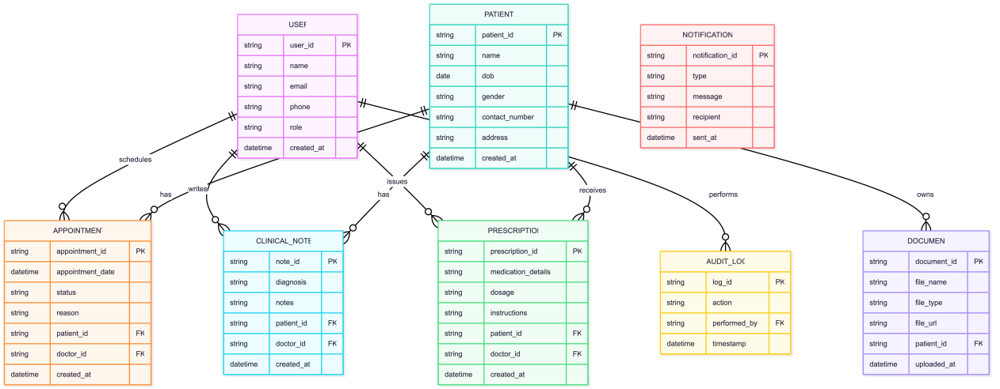 USER
string user_id PK
string name
string email
string phone
string role
datetime created_at
PATIENT
string patient_id PK
string name
date dob
string gender
string contact_number
string address
datetime created_at
NOTIFICATION
string notification_id PK
string type
string message
string recipient
datetime sent_at
schedules
has
writes
issues
has
receives
performs
owns
APPOINTMENT
string appointment_id PK
datetime appointment_date
string status
string reason
string patient_id FK
string doctor_id FK
datetime created_at
CLINICAL_NOTE
string note_id PK
string diagnosis
string notes
string patient_id FK
string doctor_id FK
datetime created_at
PRESCRIPTION
string prescription_id PK
string medication_details
string dosage
string instructions
string patient_id FK
string doctor_id FK
datetime created_at
AUDIT_LOG
string log_id PK
string action
string performed_by FK
datetime timestamp
DOCUMEN
string document_id PK
string file_name
string file_type
string file_url
string patient_id FK
datetime uploaded_at